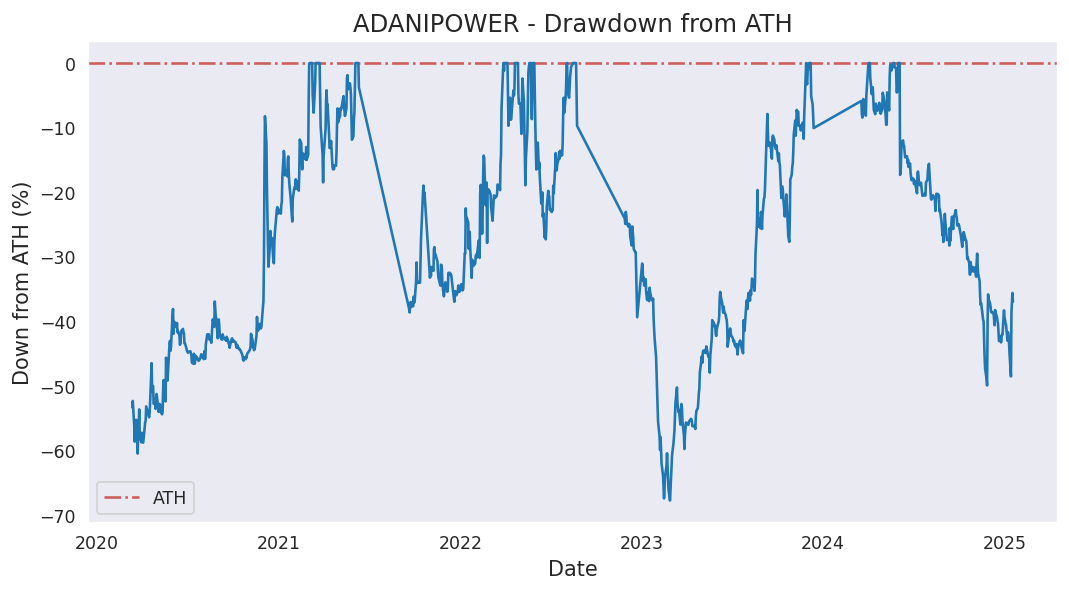 ADANIPOWER - Drawdown from ATH
Down from ATH (%)
0
−10
−20
−30
−40
−50
−60
−70
ATH
2020 2021 2022 2023 2024 2025
Date